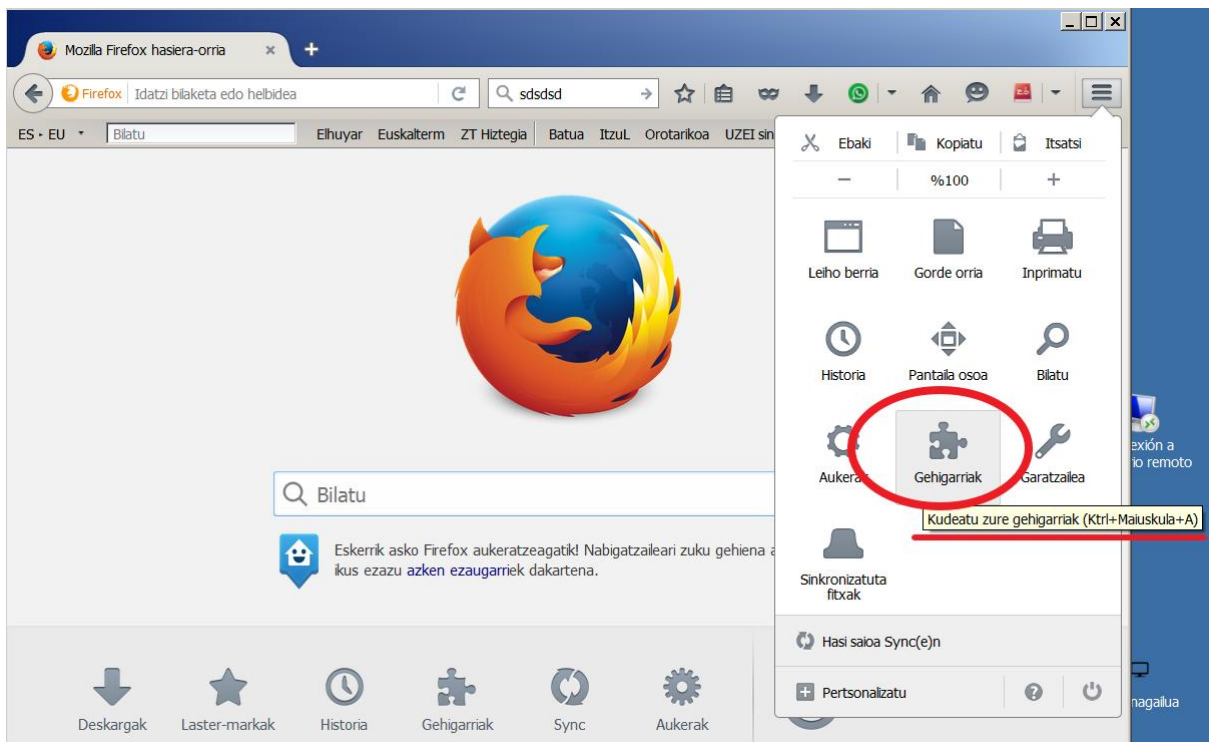 Mozilla Firefox hasiera-orria
Firefox Idatzi bilaketa edo helbidea
sdsdsd
ES - EU
Bilatu
Elhuyar Euskalterm ZT Hiztegia Batua ItzuL Orotarikoa UZEI sin
Ebaki Kopiatu Itsatsi
%100
Leiho berria Gorde orria Inprimatu
Historia Pantaila osoa Bilatu
Aukerak Gehigarriak Garatzailea
Kudeatu zure gehigarriak (Ktrl+Maiuskula+A)
Sinkronizatuta
fitxak
Hasi saioa Sync(e)n
Pertsonalizatu
Bilatu
Eskerrik asko Firefox aukeratzeagatik! Nabigatzaileari zuku gehiena a
ikus ezazu azken ezaugarriek dakartena.
Deskargak Laster-markak Historia Gehigarriak Sync Aukerak
exión a
io remoto
nagailua